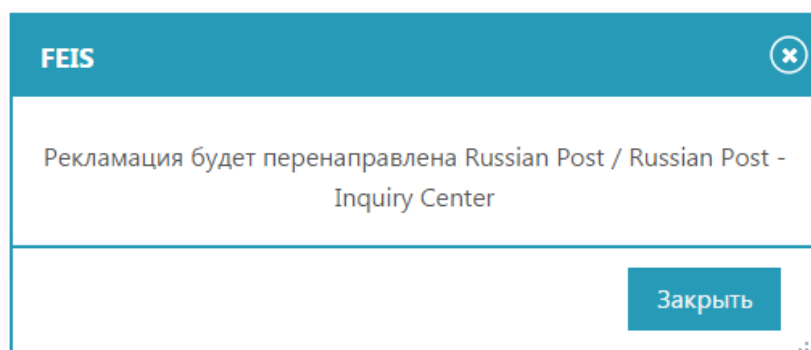 FEIS
Рекламация будет перенаправлена Russian Post / Russian Post -
Inquiry Center
Закрыть